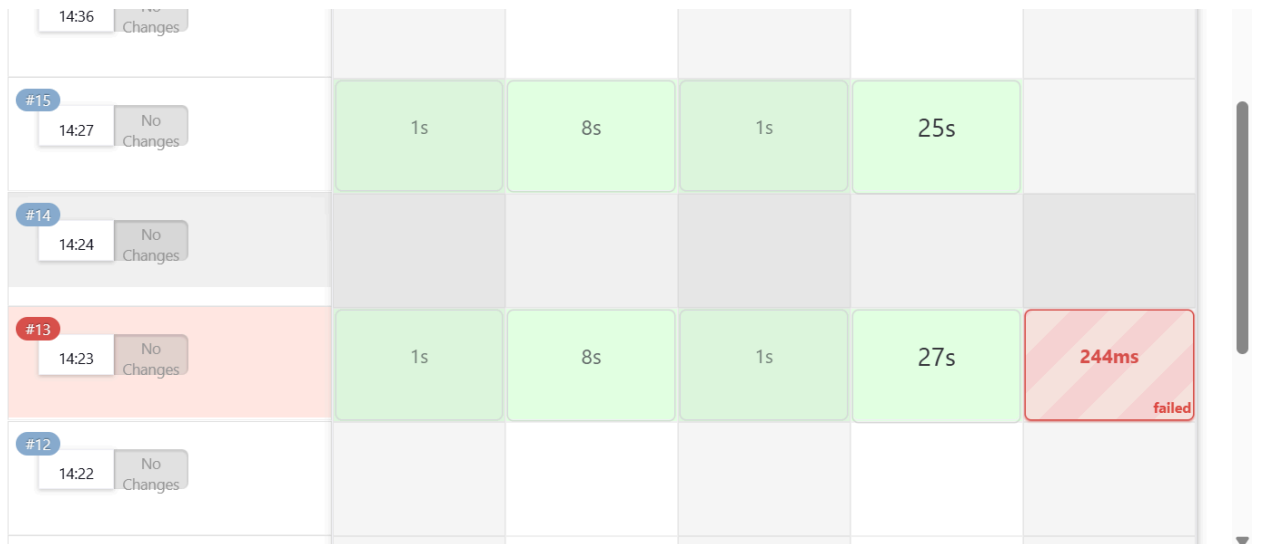 No
14:36
Changes
#15
14:27
No
Changes
1s
8s
1s
25s
#14
14:24
No
Changes
#13
14:23
No
Changes
1s
8s
1s
27s
244ms
failed
#12
14:22
No
Changes